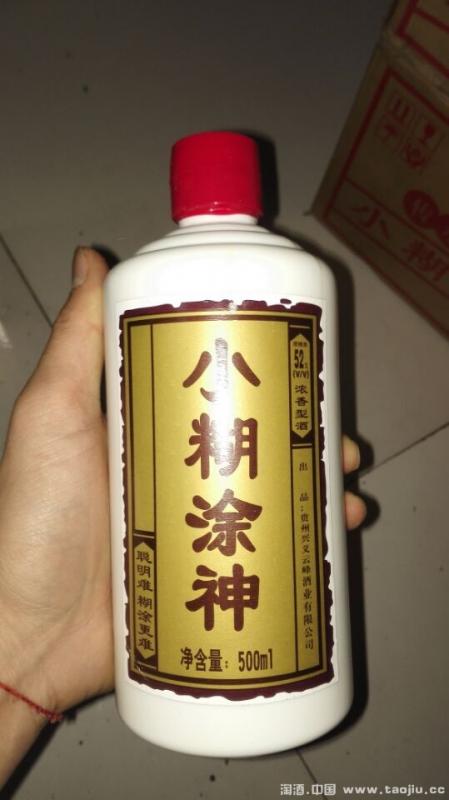 小糊涂神
酒精度
52%
(V/V)
浓香型酒
出品:贵州兴义云峰酒业有限公司
聪明难 糊涂更难
净含量: 500ml
小糊
淘酒.中国 www.taojiu.cc